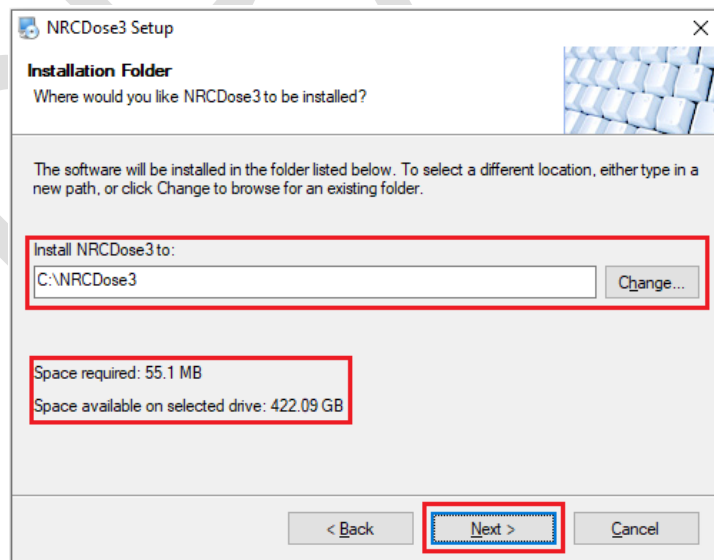 NRCDose3 Setup
Installation Folder
Where would you like NRCDose3 to be installed?
The software will be installed in the folder listed below. To select a different location, either type in a
new path, or click Change to browse for an existing folder.
Install NRCDose3 to:
C:\NRCDose3
Change...
Space required: 55.1 MB
Space available on selected drive: 422.09 GB
< Back
Next >
Cancel